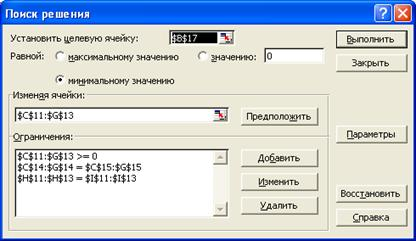 Поиск решения
Установить целевую ячейку: $B$17 Выполнить
Равной: максимальному значению значению: 0 Закрыть
минимальному значению
Изменяя ячейки:
$C$11:$G$13 Предположить
Ограничения: Параметры
$C$11:$G$13 >= 0 Добавить
$C$14:$G$14 = $C$15:$G$15
$H$11:$H$13 = $I$11:$I$13 Изменить
Восстановить
Удалить
Справка